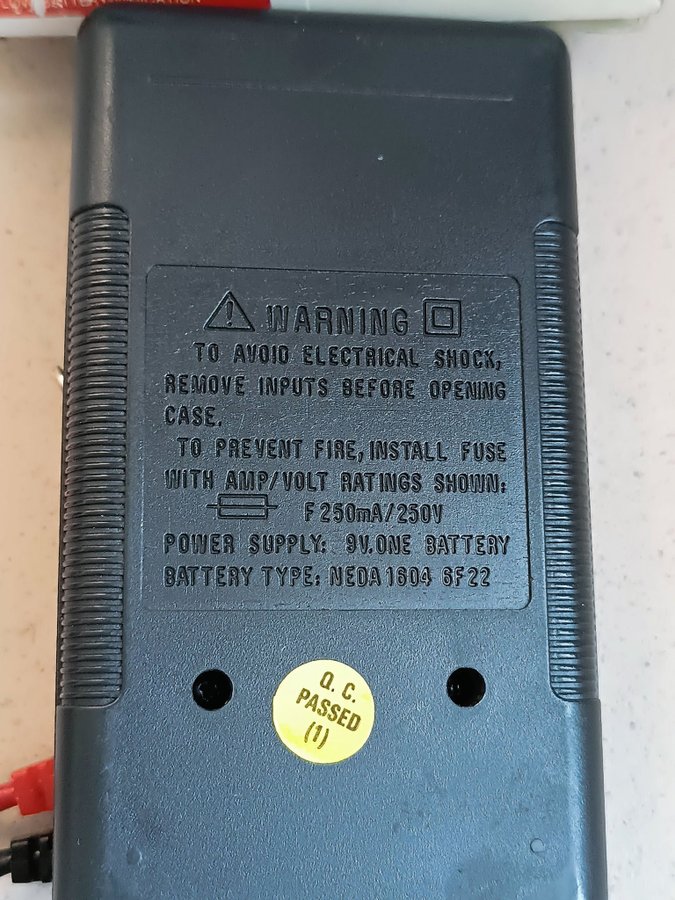 WARNING
TO AVOID ELECTRICAL SHOCK,
REMOVE INPUTS BEFORE OPENING
CASE.
TO PREVENT FIRE, INSTALL FUSE
WITH AMP/VOLT RATINGS SHOWN:
F 250mA/250V
POWER SUPPLY: 9V.ONE BATTERY
BATTERY TYPE: NEDA 1604 6F22
Q. C.
PASSED
(1)